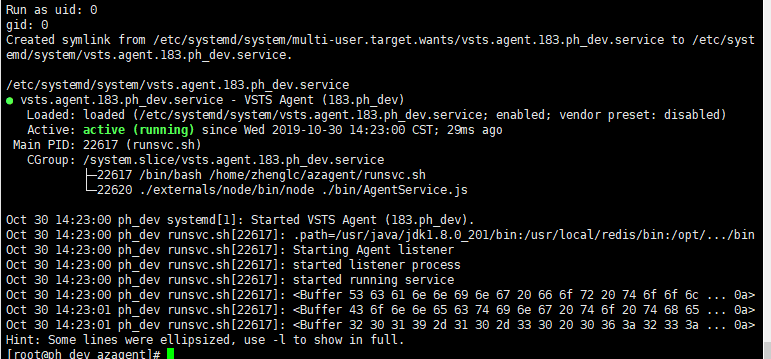 Run as uid: 0
gid: 0
Created symlink from /etc/systemd/system/multi-user.target.wants/vsts.agent.183.ph_dev.service to /etc/syst
emd/system/vsts.agent.183.ph_dev.service.

/etc/systemd/system/vsts.agent.183.ph_dev.service
● vsts.agent.183.ph_dev.service - VSTS Agent (183.ph_dev)
   Loaded: loaded (/etc/systemd/system/vsts.agent.183.ph_dev.service; enabled; vendor preset: disabled)
   Active: active (running) since Wed 2019-10-30 14:23:00 CST; 29ms ago
 Main PID: 22617 (runsvc.sh)
   CGroup: /system.slice/vsts.agent.183.ph_dev.service
           ├─22617 /bin/bash /home/zhenglc/azagent/runsvc.sh
           └─22620 ./externals/node/bin/node ./bin/AgentService.js

Oct 30 14:23:00 ph_dev systemd[1]: Started VSTS Agent (183.ph_dev).
Oct 30 14:23:00 ph_dev runsvc.sh[22617]: .path=/usr/java/jdk1.8.0_201/bin:/usr/local/redis/bin:/opt/.../bin
Oct 30 14:23:00 ph_dev runsvc.sh[22617]: Starting Agent listener
Oct 30 14:23:00 ph_dev runsvc.sh[22617]: started listener process
Oct 30 14:23:00 ph_dev runsvc.sh[22617]: started running service
Oct 30 14:23:00 ph_dev runsvc.sh[22617]: <Buffer 53 63 61 6e 6e 69 6e 67 20 66 6f 72 20 74 6f 6f 6c ... 0a>
Oct 30 14:23:01 ph_dev runsvc.sh[22617]: <Buffer 43 6f 6e 6e 65 63 74 69 6e 67 20 74 6f 20 74 68 65 ... 0a>
Oct 30 14:23:01 ph_dev runsvc.sh[22617]: <Buffer 32 30 31 39 2d 31 30 2d 33 30 20 30 36 3a 32 33 3a ... 0a>
Hint: Some lines were ellipsized, use -l to show in full.
[root@ph_dev azagent]#